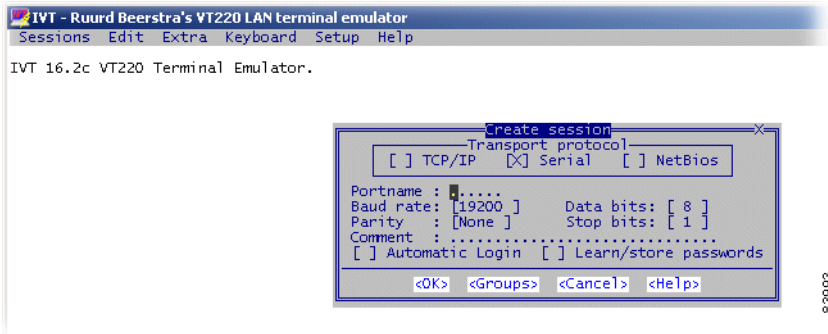 IVT - Ruurd Beerstra's VT220 LAN terminal emulator
Sessions Edit Extra Keyboard Setup Help
IVT 16.2c VT220 Terminal Emulator.
Create session X
Transport protocol
[ ] TCP/IP [X] Serial [ ] NetBios
Portname : ......
Baud rate: [19200 ] Data bits: [ 8 ]
Parity : [None ] Stop bits: [ 1 ]
Comment : ..............................
[ ] Automatic Login [ ] Learn/store passwords
<OK> <Groups> <Cancel> <Help>